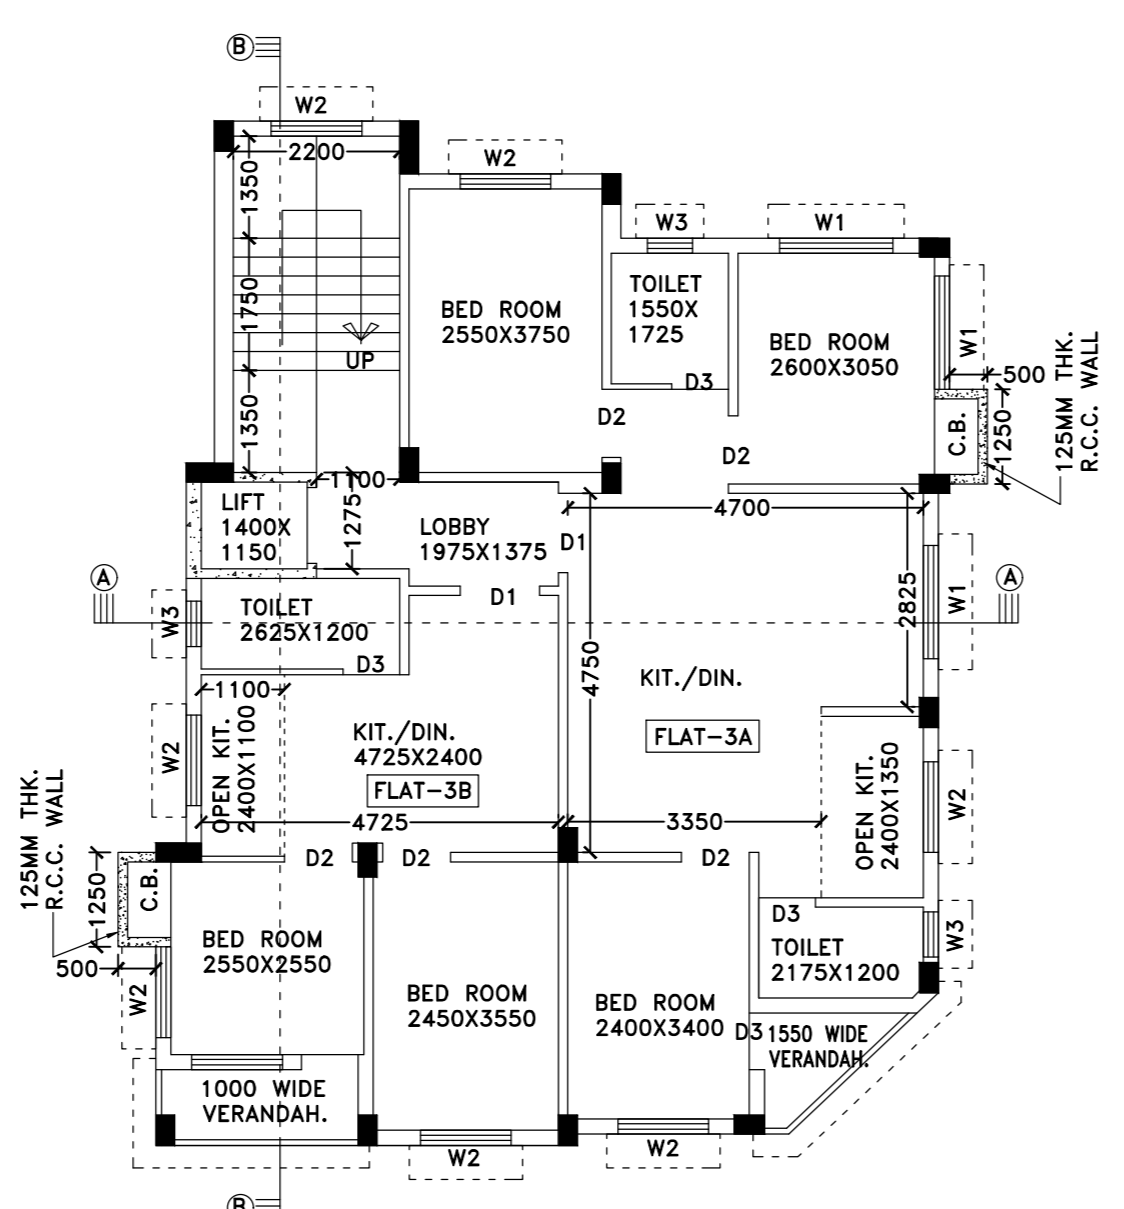 B
W2
2200
1350
W2
W3
W1
1750
BED ROOM
2550X3750
TOILET
1550X
1725
BED ROOM
2600X3050
W1
UP
D3
500
125MM THK.
R.C.C. WALL
1350
D2
C.B.
1250
D2
1100
LIFT
1400X
1150
1275
LOBBY
1975X1375
D1
4700
A
A
D1
W1
2825
W3
TOILET
2625X1200
D3
4750
KIT./DIN.
1100
FLAT-3A
W2
OPEN KIT.
2400X1100
KIT./DIN.
4725X2400
FLAT-3B
OPEN KIT.
2400X1350
W2
4725
3350
125MM THK.
R.C.C. WALL
D2
D2
D2
C.B.
1250
D3
W3
BED ROOM
2550X2550
TOILET
2175X1200
500
W2
BED ROOM
2450X3550
BED ROOM
2400X3400
D3
1550 WIDE
VERANDAH.
1000 WIDE
VERANDAH.
W2
W2
B